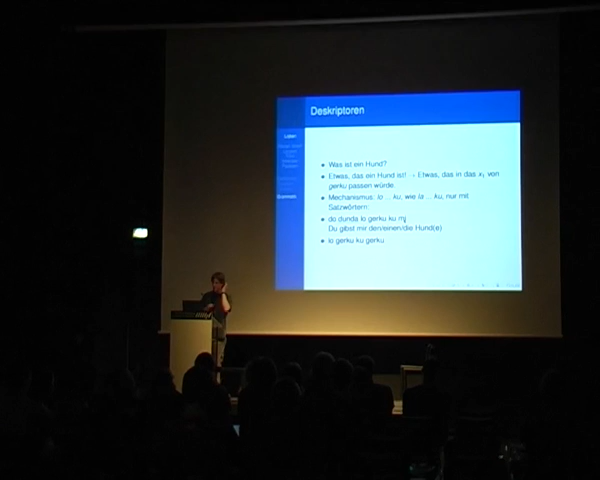 Deskriptoren
Lojban
Was ist ein Hund?
Etwas, das ein Hund ist! → Etwas, das in das x₁ von
gerku passen würde.
Mechanismus: lo ... ku, wie la ... ku, nur mit
Satzwörtern:
do dunda lo gerku ku mi
Du gibst mir den/einen/die Hund(e)
lo gerku ku gerku